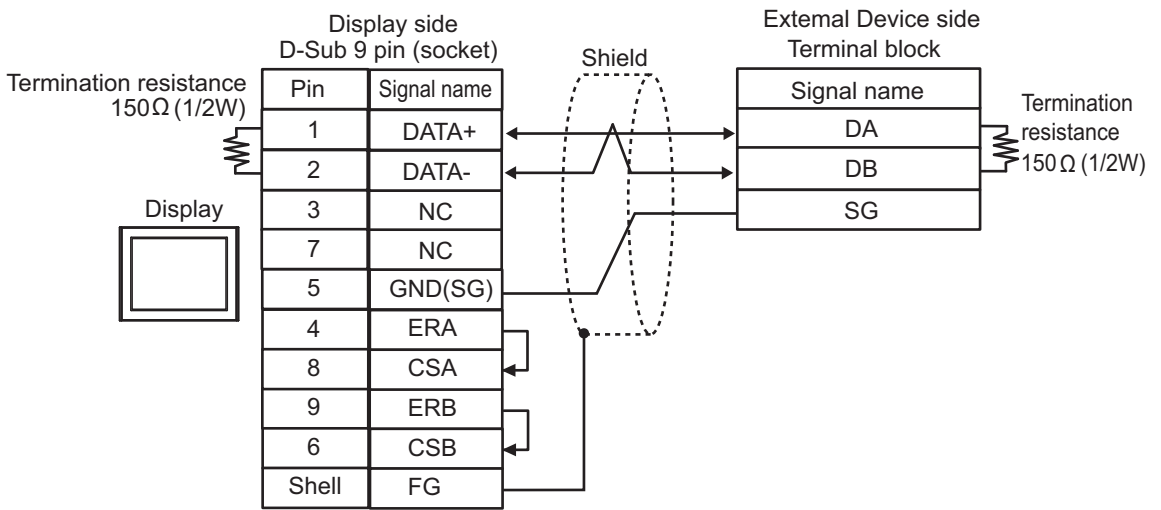 Display side
D-Sub 9 pin (socket)
Termination resistance
150Ω (1/2W)
Pin Signal name
1 DATA+
2 DATA-
3 NC
7 NC
5 GND(SG)
4 ERA
8 CSA
9 ERB
6 CSB
Shell FG
Display
Shield
External Device side
Terminal block
Signal name
DA
DB
SG
Termination
resistance
150 Ω (1/2W)